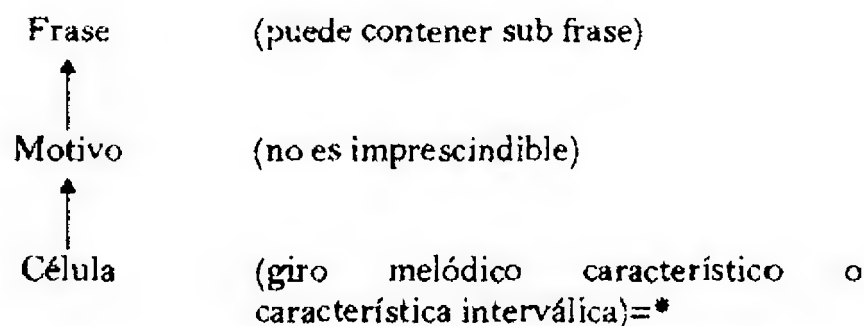 Frase (puede contener sub frase)
Motivo (no es imprescindible)
Célula (giro melódico característico o
característica interválica)=*